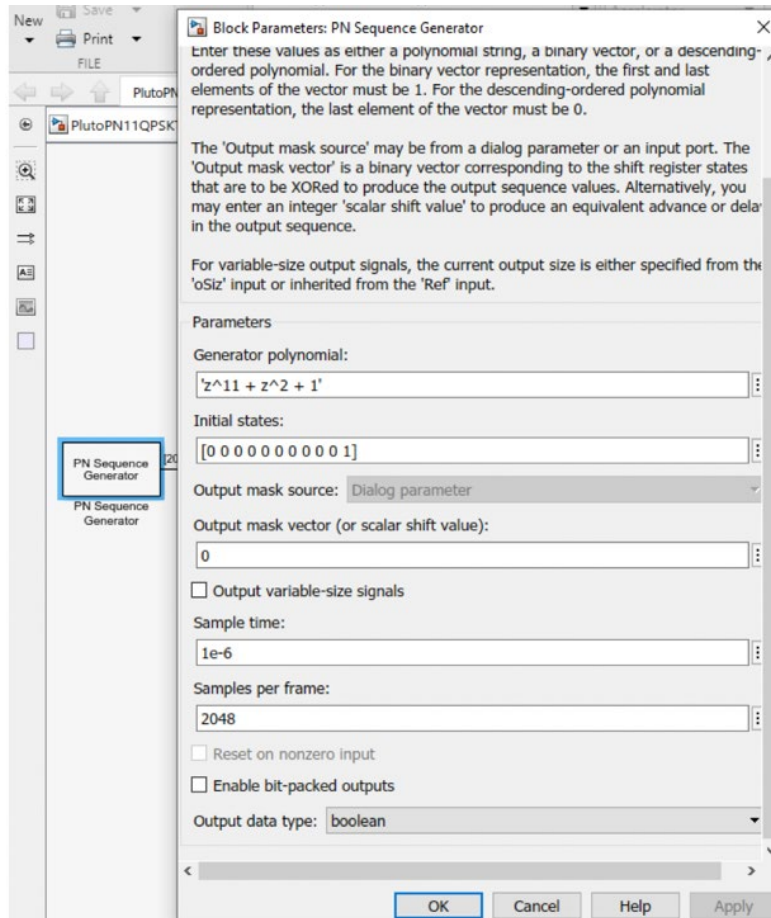 New
Save
Print
FILE
PlutoPN
PlutoPN11QPSK
PN Sequence
Generator
[20
PN Sequence
Generator
Block Parameters: PN Sequence Generator
Enter these values as either a polynomial string, a binary vector, or a descending-
ordered polynomial. For the binary vector representation, the first and last
elements of the vector must be 1. For the descending-ordered polynomial
representation, the last element of the vector must be 0.
The 'Output mask source' may be from a dialog parameter or an input port. The
'Output mask vector' is a binary vector corresponding to the shift register states
that are to be XORed to produce the output sequence values. Alternatively, you
may enter an integer 'scalar shift value' to produce an equivalent advance or dela
in the output sequence.
For variable-size output signals, the current output size is either specified from the
'oSiz' input or inherited from the 'Ref' input.
Parameters
Generator polynomial:
'z^11 + z^2 + 1'
Initial states:
[0 0 0 0 0 0 0 0 0 0 1]
Output mask source: Dialog parameter
Output mask vector (or scalar shift value):
0
Output variable-size signals
Sample time:
1e-6
Samples per frame:
2048
Reset on nonzero input
Enable bit-packed outputs
Output data type: boolean
OK Cancel Help Apply